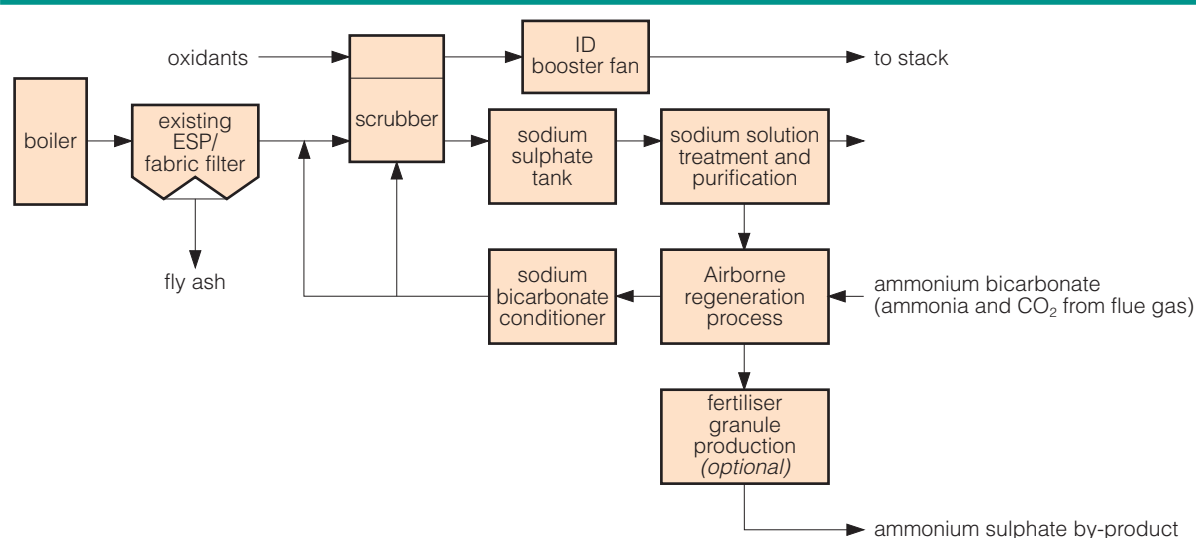 oxidants
ID
booster fan
to stack
boiler
existing
ESP/
fabric filter
scrubber
sodium
sulphate
tank
sodium solution
treatment and
purification
fly ash
sodium
bicarbonate
conditioner
Airborne
regeneration
process
ammonium bicarbonate
(ammonia and CO₂ from flue gas)
fertiliser
granule
production
(optional)
ammonium sulphate by-product